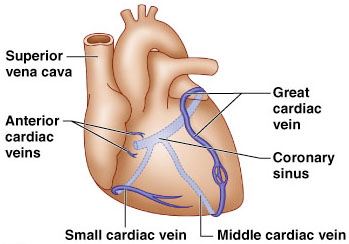 Superior
vena cava
Anterior
cardiac
veins
Great
cardiac
vein
Coronary
sinus
Small cardiac vein
Middle cardiac vein